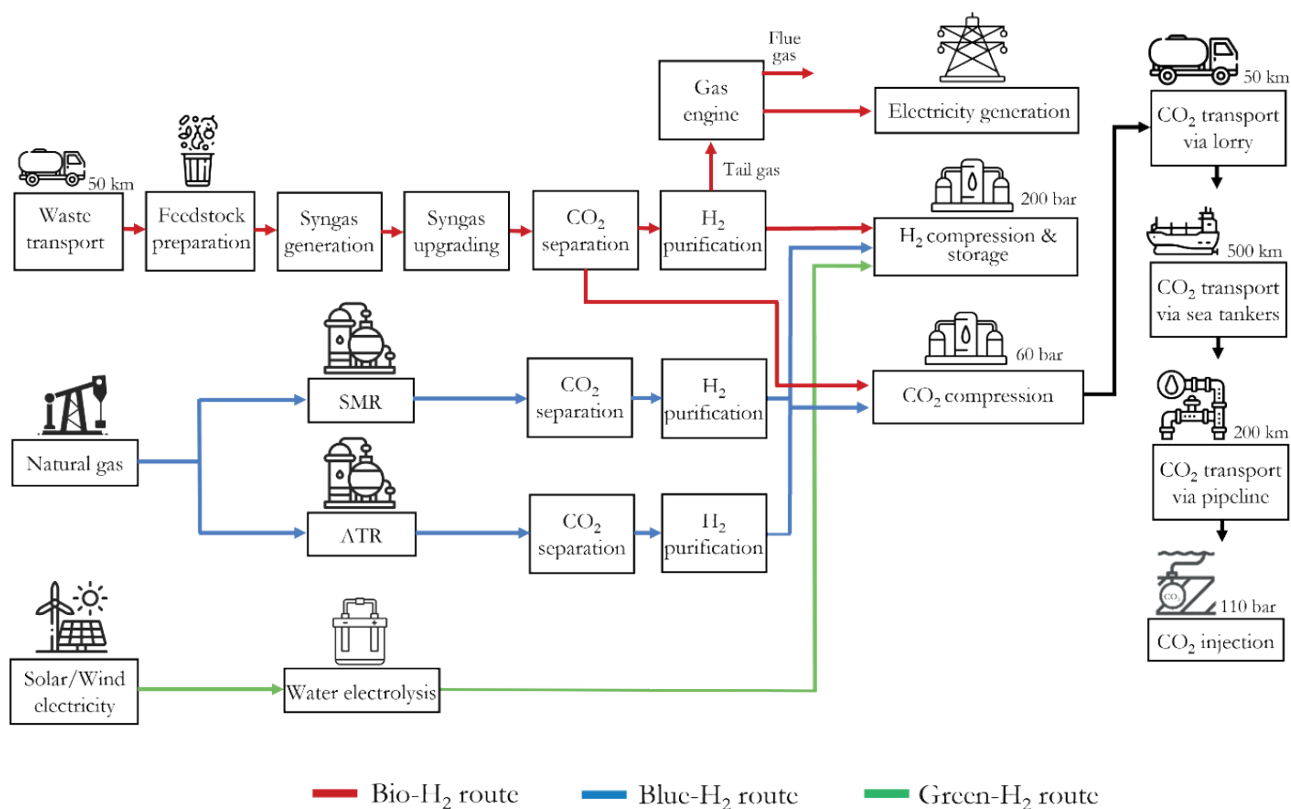 Flue
gas
Gas
engine
Electricity generation
50 km
CO₂ transport
via lorry
Tail gas
50 km
Waste
transport
Feedstock
preparation
Syngas
generation
Syngas
upgrading
CO₂
separation
H₂
purification
200 bar
H₂ compression &
storage
500 km
CO₂ transport
via sea tankers
60 bar
CO₂ compression
SMR
CO₂
separation
H₂
purification
Natural gas
200 km
CO₂ transport
via pipeline
ATR
CO₂
separation
H₂
purification
CO₂
110 bar
CO₂ injection
Solar/Wind
electricity
Water electrolysis
Bio-H₂ route
Blue-H₂ route
Green-H₂ route